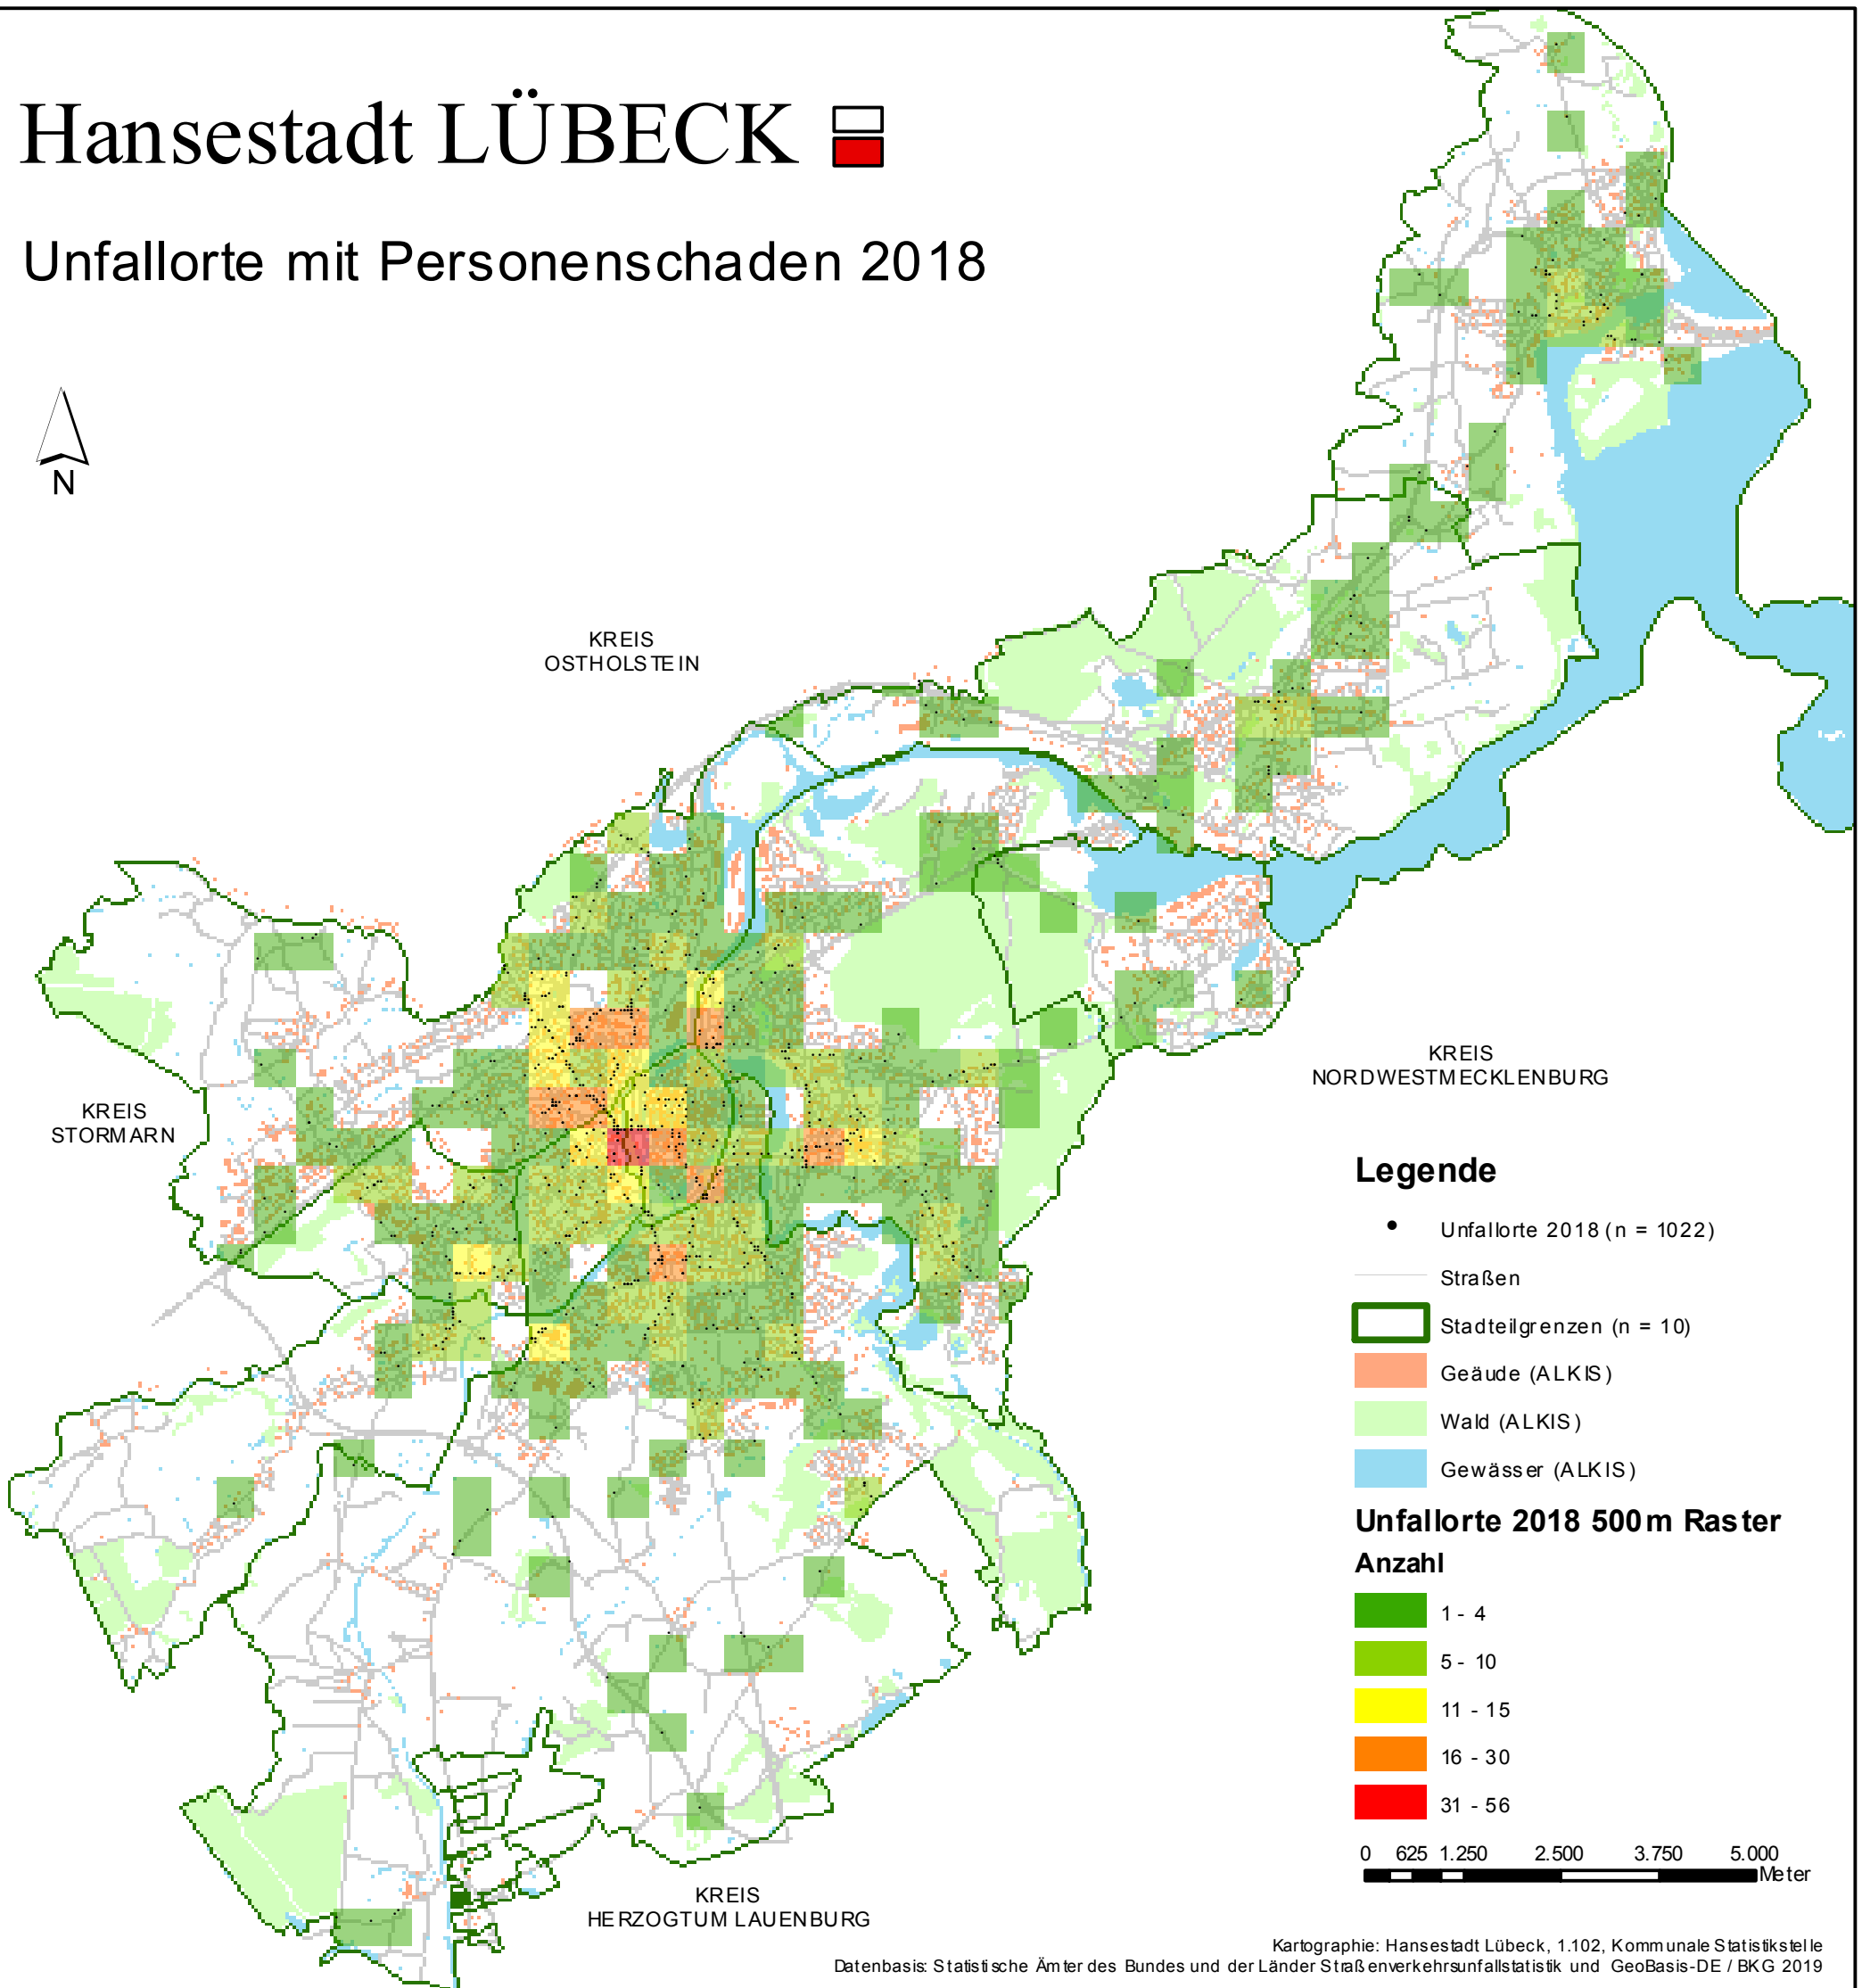 Hansestadt LÜBECK
Unfallorte mit Personenschaden 2018
N
KREIS
OSTHOLSTEIN
KREIS
STORMARN
KREIS
NORDWESTMECKLENBURG
Legende
Unfallorte 2018 (n = 1022)
Straßen
Stadteilgrenzen (n = 10)
Geäude (ALKIS)
Wald (ALKIS)
Gewässer (ALKIS)
Unfallorte 2018 500m Raster
Anzahl
1 - 4
5 - 10
11 - 15
16 - 30
31 - 56
0 625 1.250 2.500 3.750 5.000
Meter
KREIS
HERZOGTUM LAUENBURG
Kartographie: Hansestadt Lübeck, 1.102, Kommunale Statistikstelle
Datenbasis: Statistische Ämter des Bundes und der Länder Straßenverkehrsunfallstatistik und GeoBasis-DE / BKG 2019